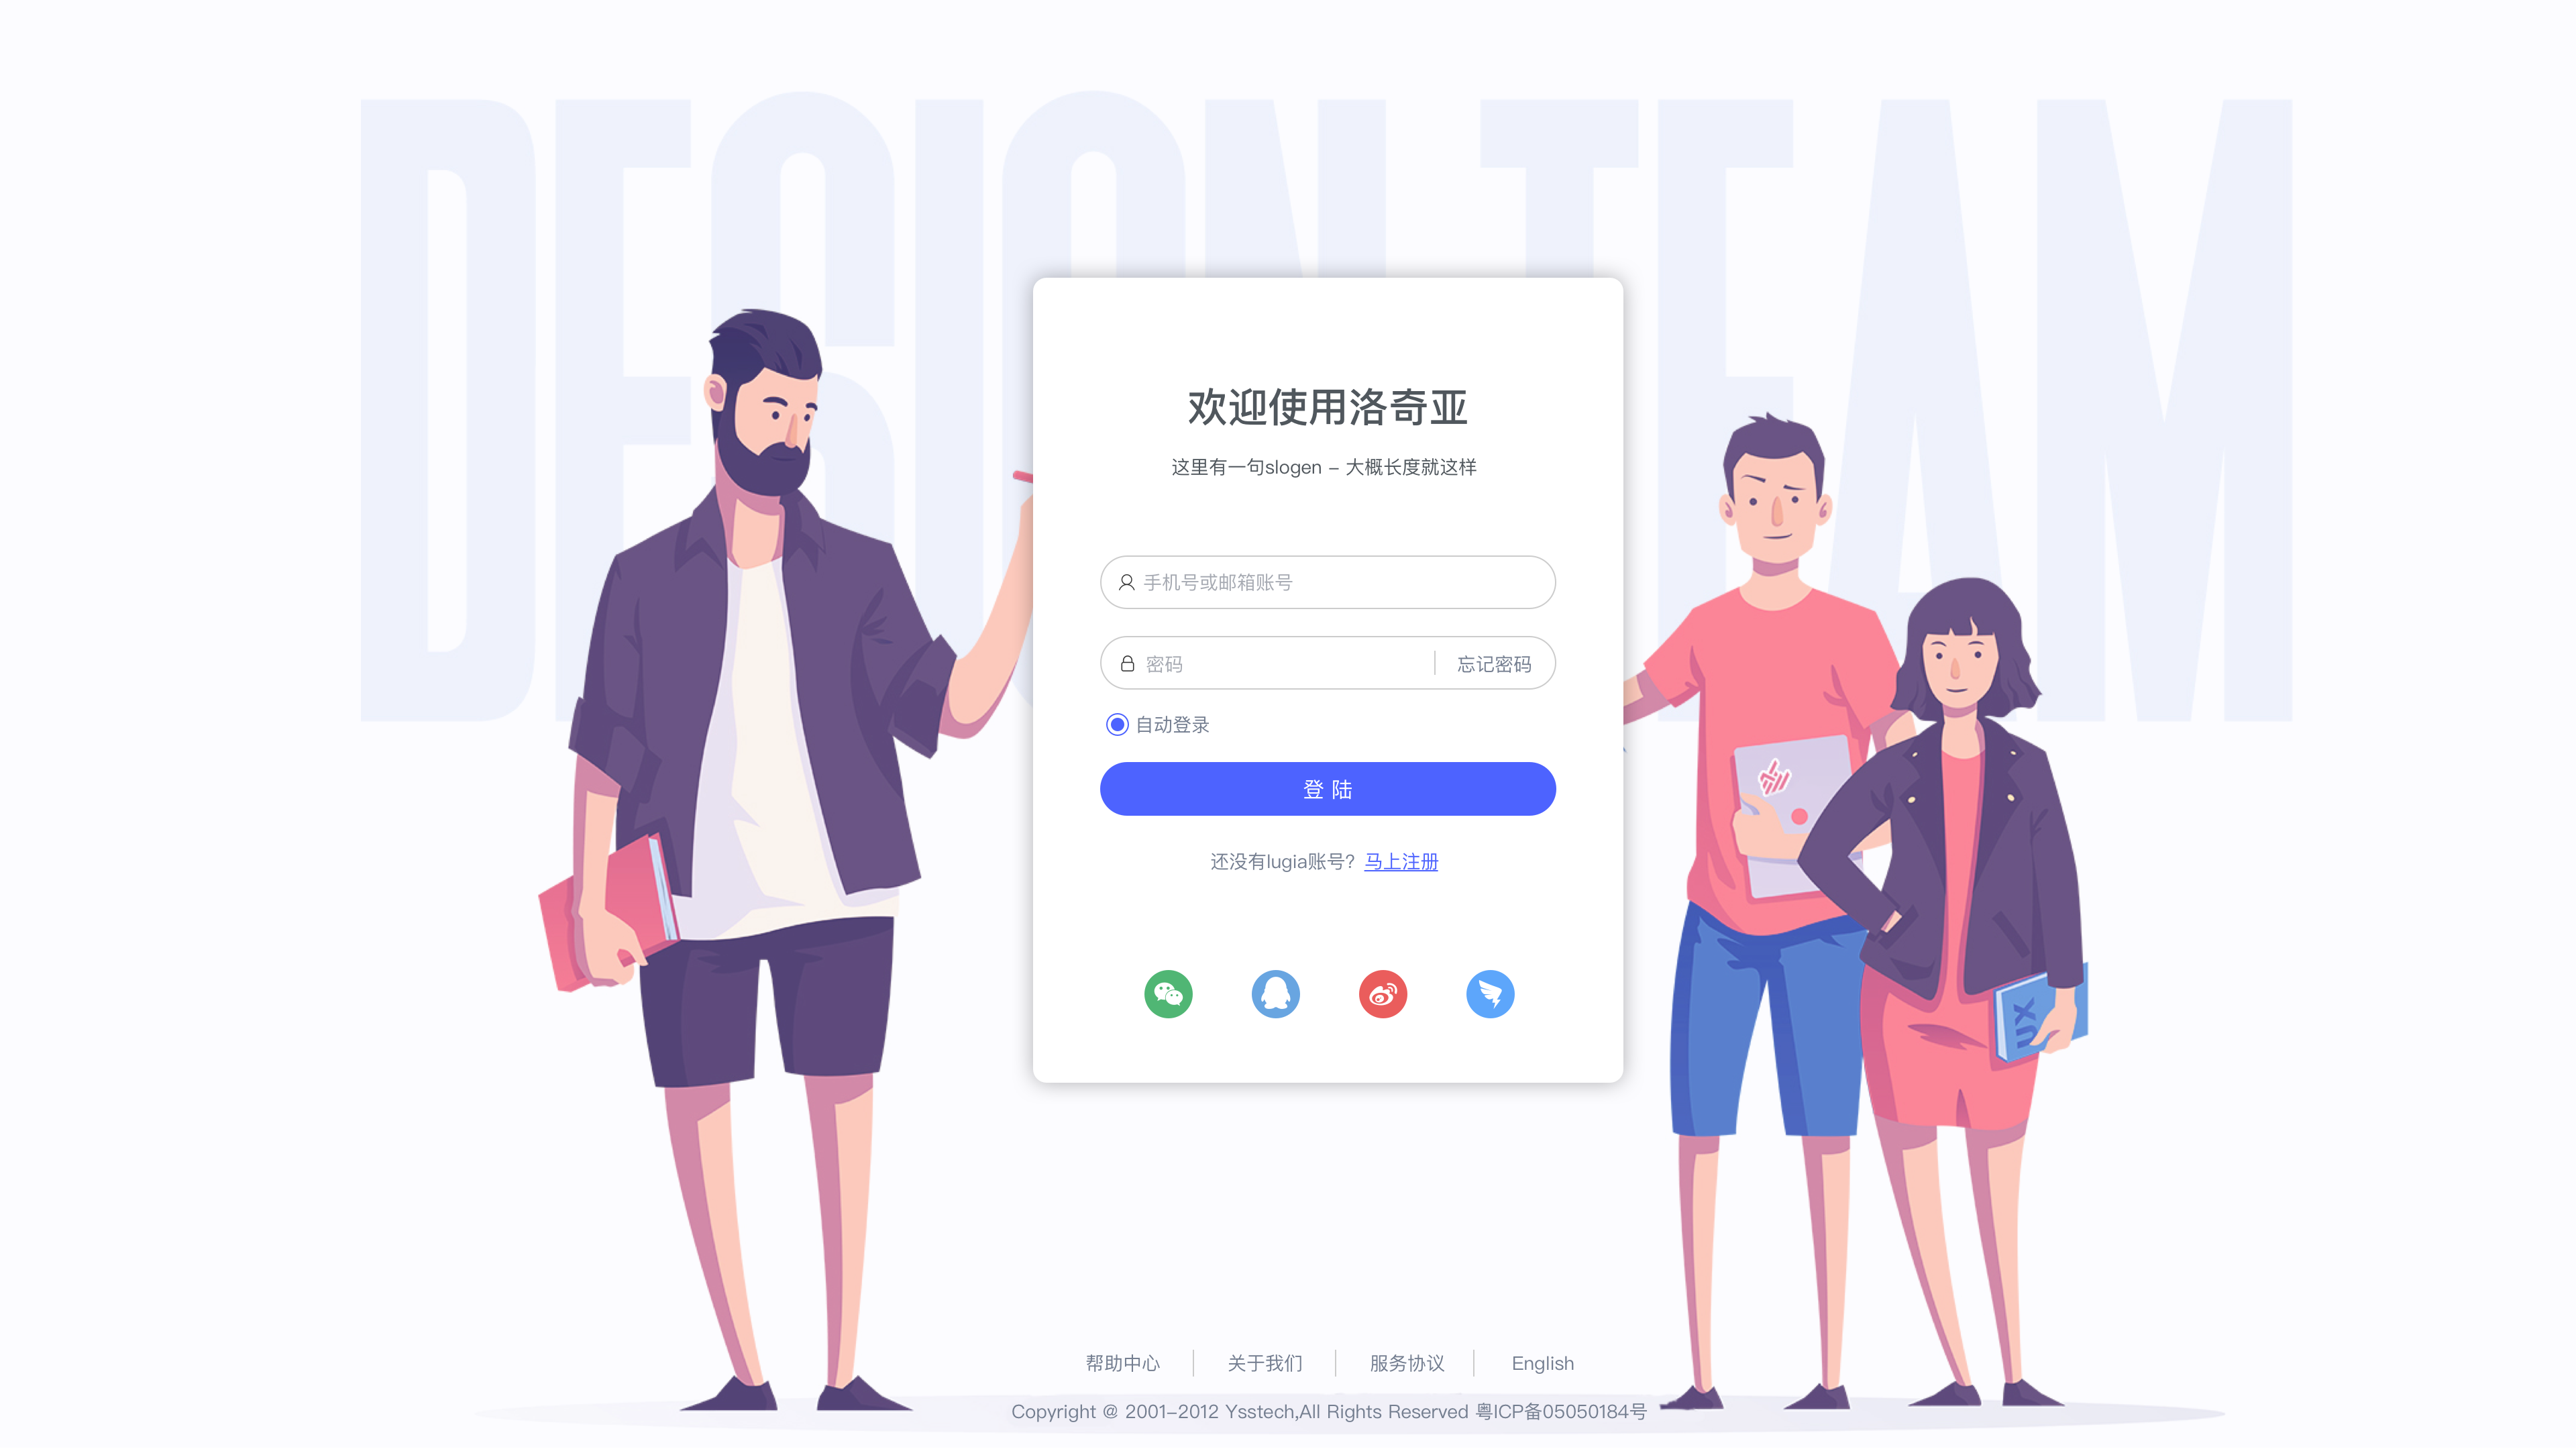 DESIGN TEAM
欢迎使用洛奇亚
这里有一句slogen - 大概长度就这样
手机号或邮箱账号
密码 忘记密码
自动登录
登 陆
还没有lugia账号? 马上注册
UX
帮助中心 关于我们 服务协议 English
Copyright @ 2001-2012 Ysstech,All Rights Reserved 粤ICP备05050184号